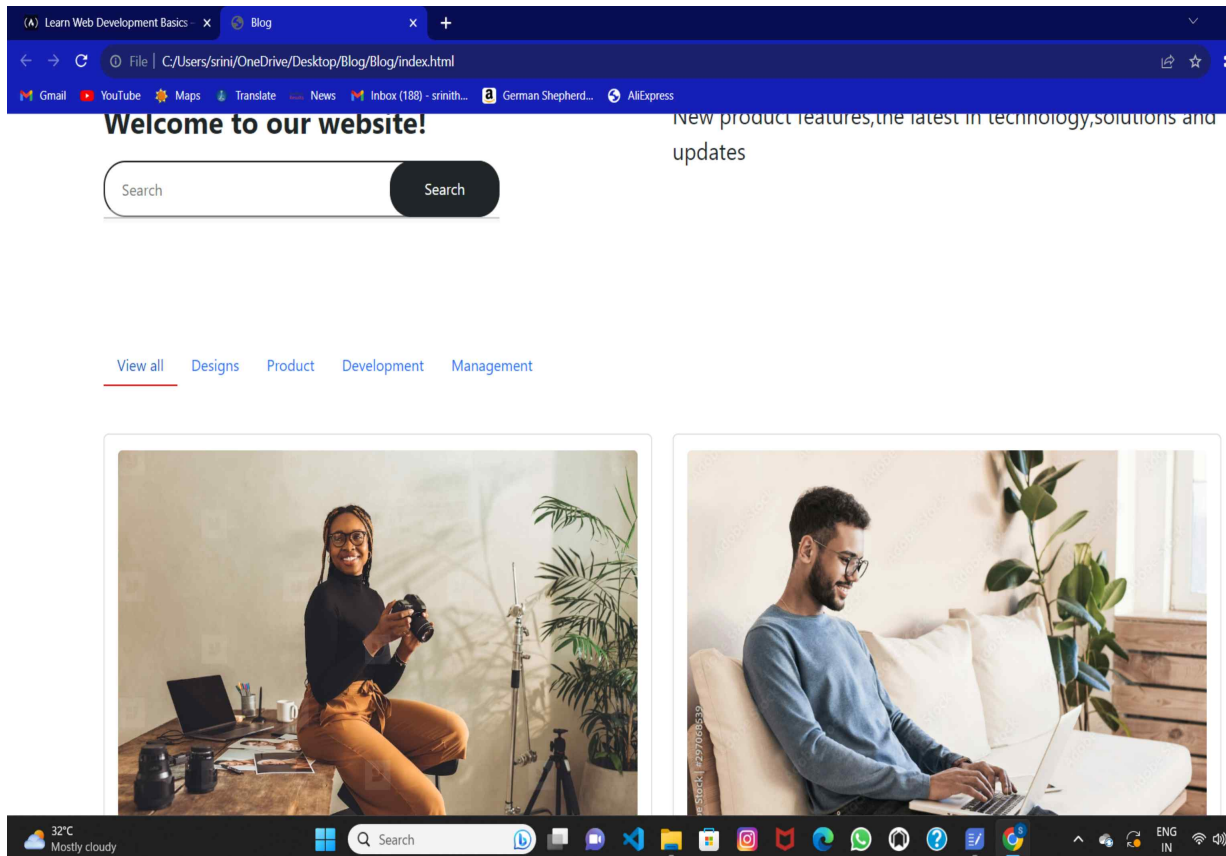 Learn Web Development Basics -
Blog
File | C:/Users/srini/OneDrive/Desktop/Blog/Blog/index.html
Gmail YouTube Maps Translate News Inbox (188) - srinith... German Shepherd... AliExpress
Welcome to our website!
New product features,the latest in technology,solutions and
updates
Search Search
View all Designs Product Development Management
Stock | #297068639
32°C
Mostly cloudy
Search
ENG
IN